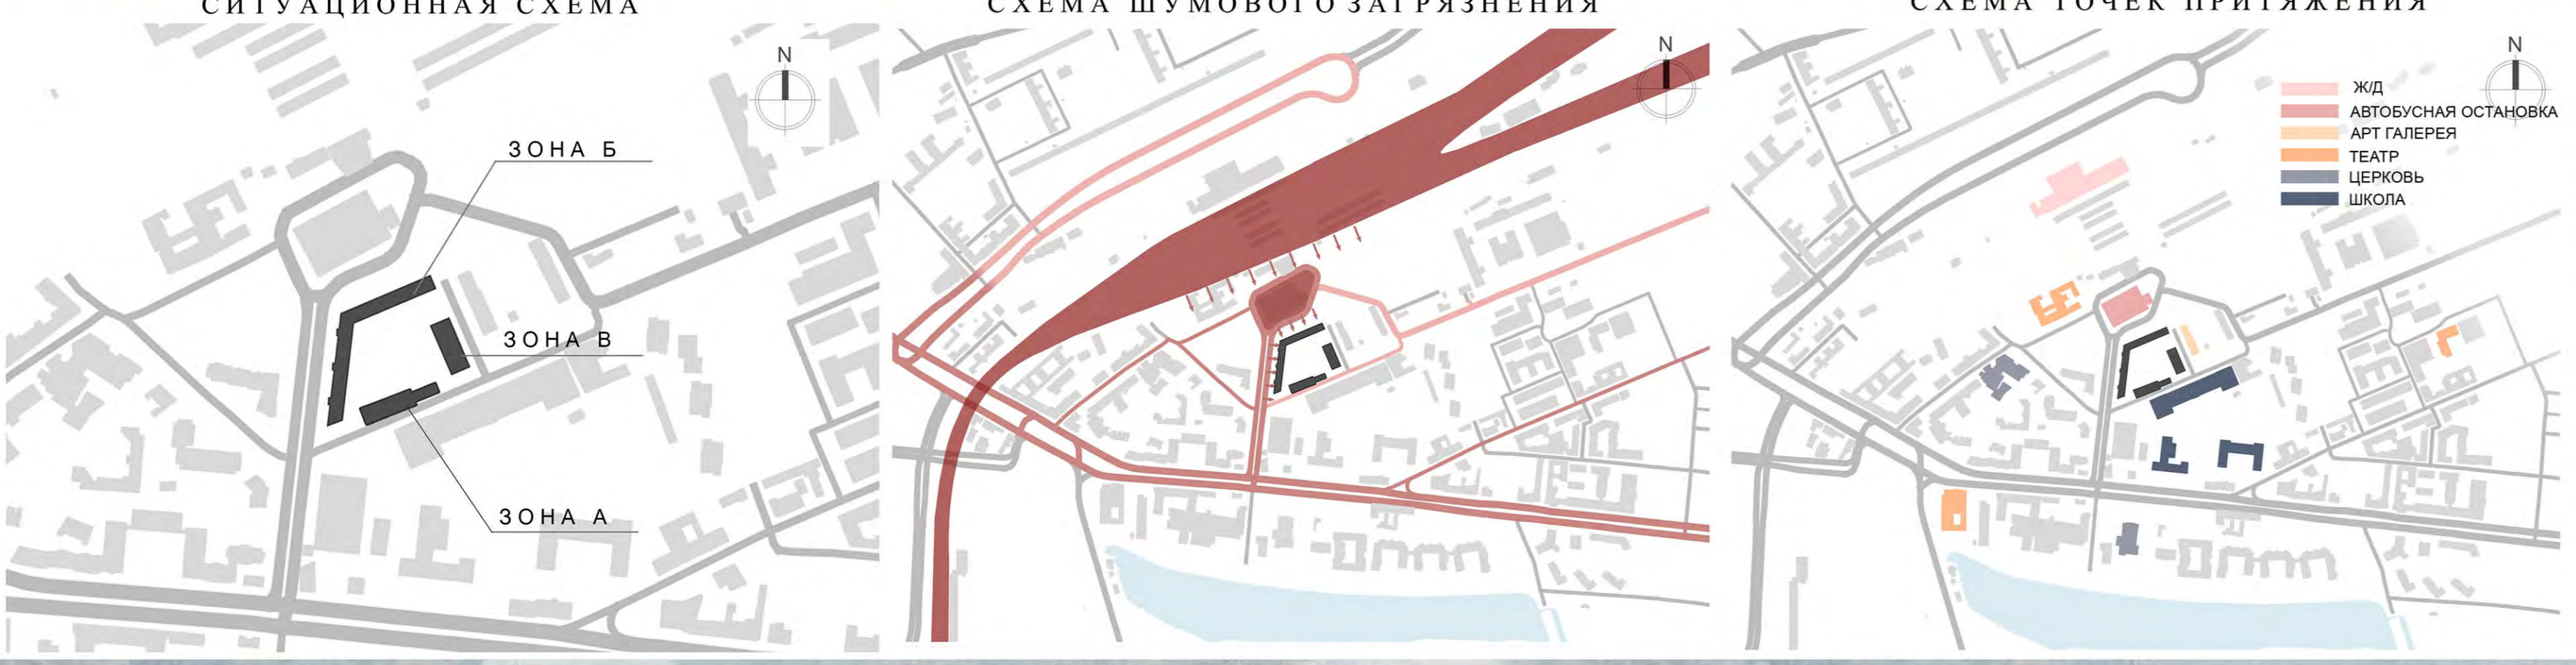 СИТУАЦИОННАЯ СХЕМА
N
ЗОНА Б
ЗОНА В
ЗОНА А
СХЕМА ШУМОВОГО ЗАГРЯЗНЕНИЯ
N
СХЕМА ТОЧЕК ПРИТЯЖЕНИЯ
N
Ж/Д
АВТОБУСНАЯ ОСТАНОВКА
АРТ ГАЛЕРЕЯ
ТЕАТР
ЦЕРКОВЬ
ШКОЛА